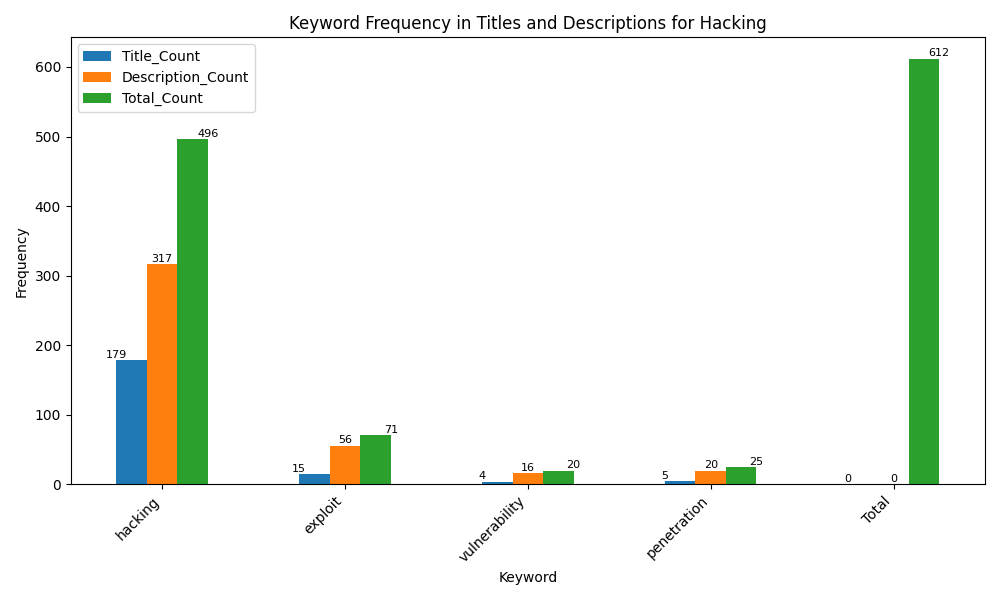 Keyword Frequency in Titles and Descriptions for Hacking
Title_Count
Description_Count
Total_Count
Frequency
600
500
400
300
200
100
0
179
317
496
15
56
71
4
16
20
5
20
25
0
0
612
hacking
exploit
vulnerability
penetration
Total
Keyword